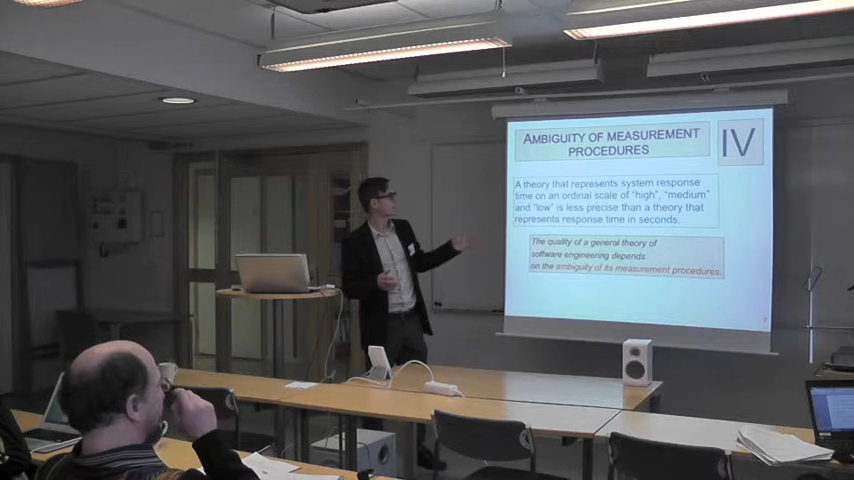 AMBIGUITY OF MEASUREMENT
PROCEDURES
IV
A theory that represents system response
time on an ordinal scale of "high", "medium"
and "low" is less precise than a theory that
represents response time in seconds.
The quality of a general theory of
software engineering depends
on the ambiguity of its measurement procedures.